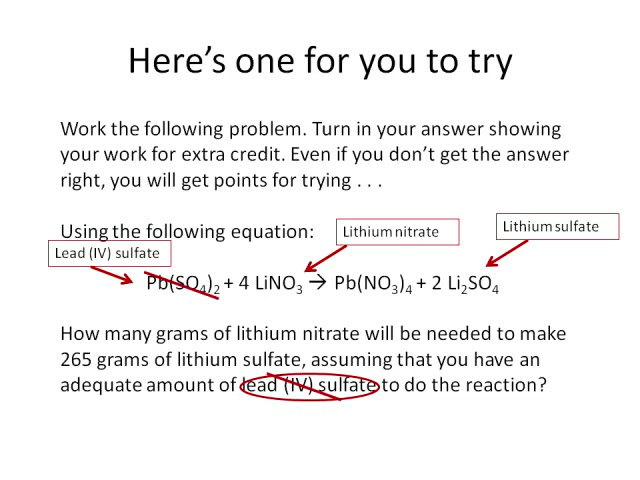 Here's one for you to try
Work the following problem. Turn in your answer showing
your work for extra credit. Even if you don't get the answer
right, you will get points for trying . . .
Using the following equation:
Lithium nitrate
Lithium sulfate
Lead (IV) sulfate
Pb(SO₄)₂ + 4 LiNO₃ → Pb(NO₃)₄ + 2 Li₂SO₄
How many grams of lithium nitrate will be needed to make
265 grams of lithium sulfate, assuming that you have an
adequate amount of lead (IV) sulfate to do the reaction?